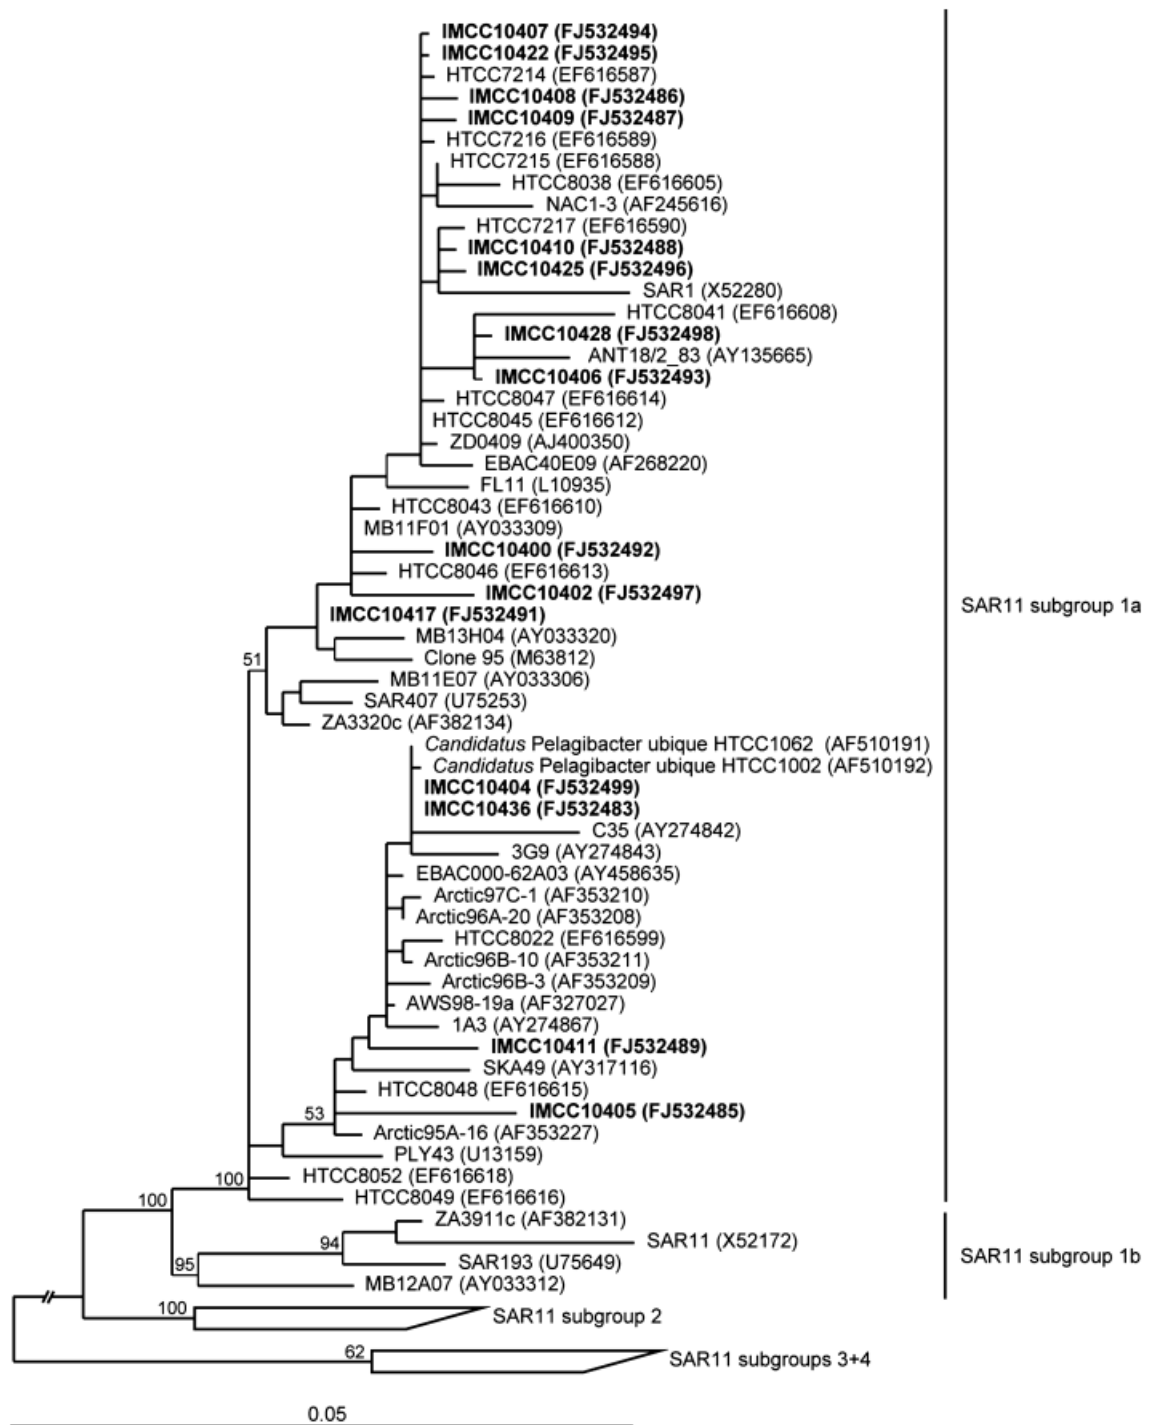 IMCC10407 (FJ532494)
IMCC10422 (FJ532495)
HTCC7214 (EF616587)
IMCC10408 (FJ532486)
IMCC10409 (FJ532487)
HTCC7216 (EF616589)
HTCC7215 (EF616588)
HTCC8038 (EF616605)
NAC1-3 (AF245616)
HTCC7217 (EF616590)
IMCC10410 (FJ532488)
IMCC10425 (FJ532496)
SAR1 (X52280)
HTCC8041 (EF616608)
IMCC10428 (FJ532498)
ANT18/2_83 (AY135665)
IMCC10406 (FJ532493)
HTCC8047 (EF616614)
HTCC8045 (EF616612)
ZD0409 (AJ400350)
EBAC40E09 (AF268220)
FL11 (L10935)
HTCC8043 (EF616610)
MB11F01 (AY033309)
IMCC10400 (FJ532492)
HTCC8046 (EF616613)
IMCC10402 (FJ532497)
SAR11 subgroup 1a
IMCC10417 (FJ532491)
MB13H04 (AY033320)
51
Clone 95 (M63812)
MB11E07 (AY033306)
SAR407 (U75253)
ZA3320c (AF382134)
Candidatus Pelagibacter ubique HTCC1062 (AF510191)
Candidatus Pelagibacter ubique HTCC1002 (AF510192)
IMCC10404 (FJ532499)
IMCC10436 (FJ532483)
C35 (AY274842)
3G9 (AY274843)
EBAC000-62A03 (AY458635)
Arctic97C-1 (AF353210)
Arctic96A-20 (AF353208)
HTCC8022 (EF616599)
Arctic96B-10 (AF353211)
Arctic96B-3 (AF353209)
AWS98-19a (AF327027)
1A3 (AY274867)
IMCC10411 (FJ532489)
SKA49 (AY317116)
HTCC8048 (EF616615)
53
IMCC10405 (FJ532485)
Arctic95A-16 (AF353227)
PLY43 (U13159)
100
HTCC8052 (EF616618)
100
HTCC8049 (EF616616)
ZA3911c (AF382131)
94
SAR11 (X52172)
SAR11 subgroup 1b
95
SAR193 (U75649)
MB12A07 (AY033312)
100
SAR11 subgroup 2
62
SAR11 subgroups 3+4
0.05